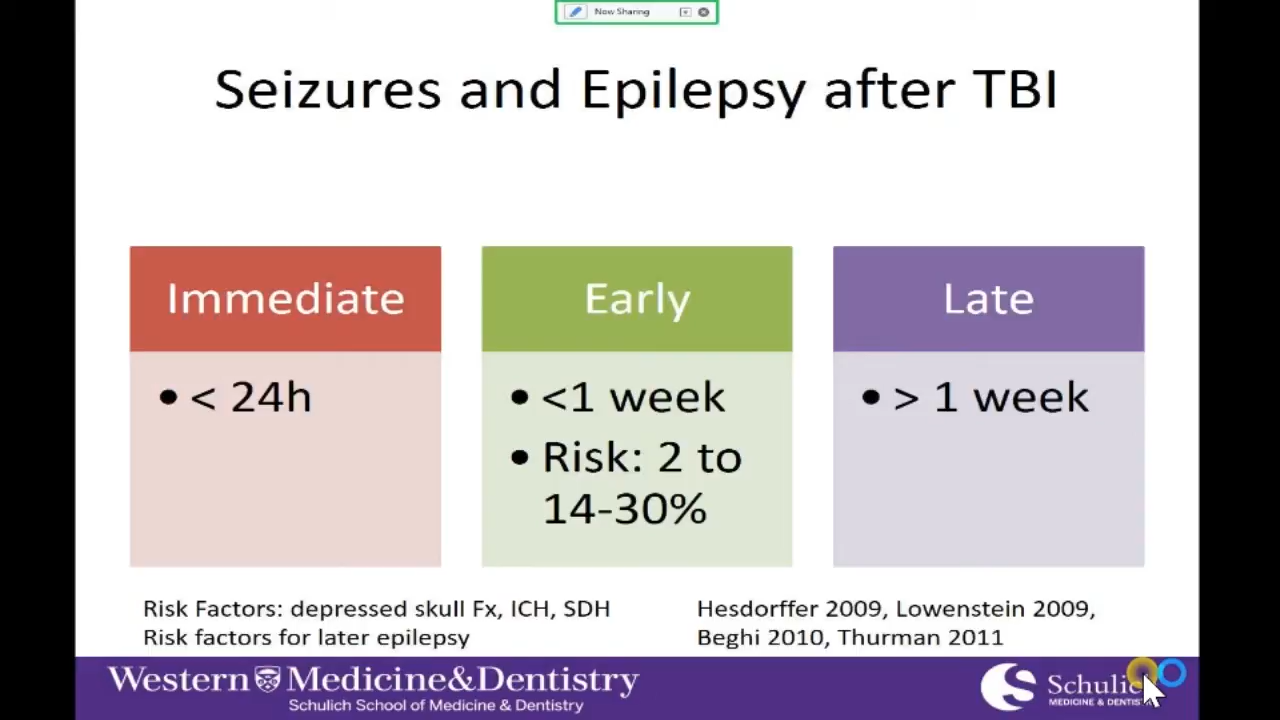 Now Sharing
Seizures and Epilepsy after TBI
Immediate
• < 24h
Early
• <1 week
• Risk: 2 to
14-30%
Late
• > 1 week
Risk Factors: depressed skull Fx, ICH, SDH
Risk factors for later epilepsy
Hesdorffer 2009, Lowenstein 2009,
Beghi 2010, Thurman 2011
Western Medicine&Dentistry
Schulich School of Medicine & Dentistry
MEDICINE &